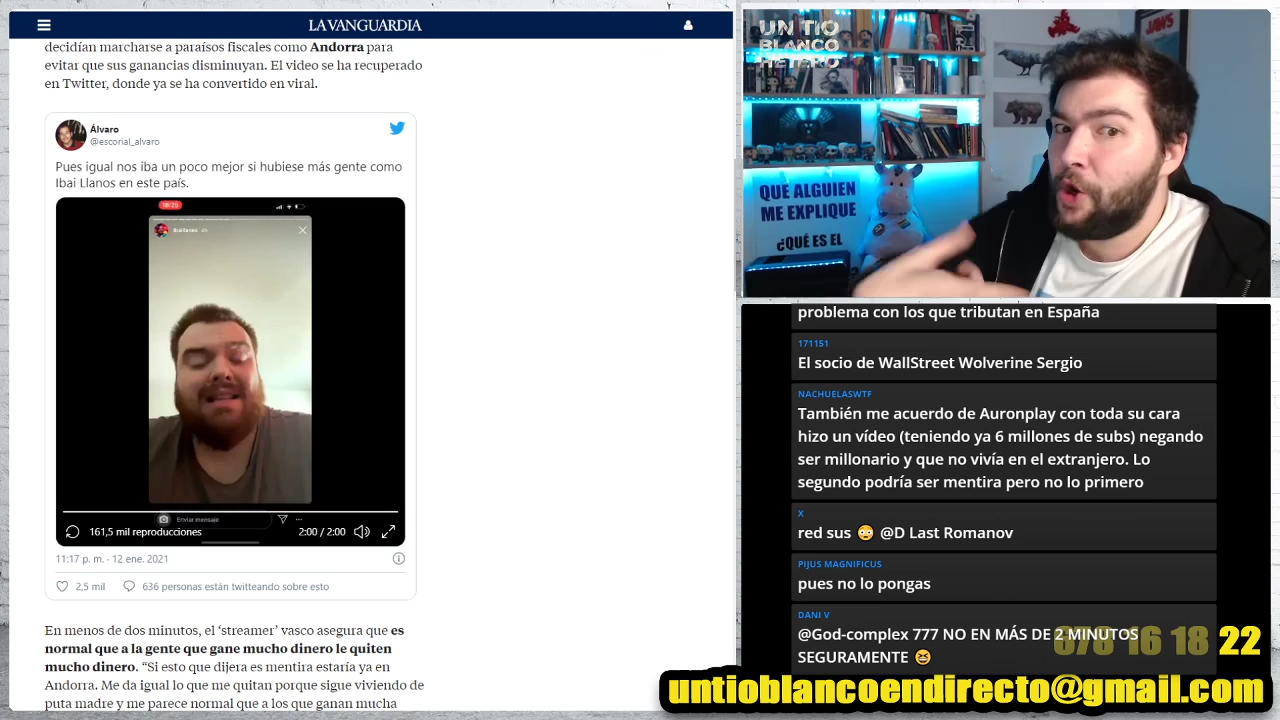 LA VANGUARDIA
decidían marcharse a paraísos fiscales como Andorra para
evitar que sus ganancias disminuyan. El video se ha recuperado
en Twitter, donde ya se ha convertido en viral.
Álvaro
@escorial_alvaro
Pues igual nos iba un poco mejor si hubiese más gente como
Ibai Llanos en este país.
ibaillanos 4h
Enviar mensaje
161,5 mil reproducciones
2:00 / 2:00
11:17 p. m. · 12 ene. 2021
2,5 mil
636 personas están twitteando sobre esto
En menos de dos minutos, el ‘streamer’ vasco asegura que es
normal que a la gente que gane mucho dinero le quiten
mucho dinero. “Si esto que dijera es mentira estaría ya en
Andorra. Me da igual lo que me quitan porque sigue viviendo de
puta madre y me parece normal que a los que ganan mucha
UN TIO
BLANCO
HETERO
QUE ALGUIEN
ME EXPLIQUE
¿QUÉ ES EL
problema con los que tributan en España
171151
El socio de WallStreet Wolverine Sergio
NACHUELASWTF
También me acuerdo de Auronplay con toda su cara
hizo un vídeo (teniendo ya 6 millones de subs) negando
ser millonario y que no vivía en el extranjero. Lo
segundo podría ser mentira pero no lo primero
X
red sus 😳 @D Last Romanov
PIJUS MAGNIFICUS
pues no lo pongas
DANI V
@God-complex 777 NO EN MÁS DE 2 MINUTOS
SEGURAMENTE 😆
16 18 22
untioblancoendirecto@gmail.com